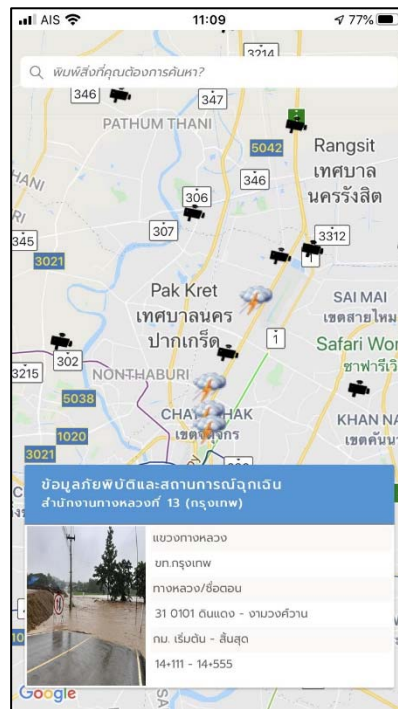 AIS
11:09
77%
พิมพ์สิ่งที่คุณต้องการค้นหา?
3214
346
347
PATHUM THANI
5042
Rangsit
เทศบาล
นครรังสิต
346
306
307
3312
1
345
3021
Pak Kret
เทศบาลนคร
ปากเกร็ด
SAI MAI
เขตสายไหม
1
Safari Wor
ซาฟารีเวิ
302
3215
NONTHABURI
5038
CHAT HAK
เขตจตุจักร
KHAN NA
เขตคันนา
1020
3021
ข้อมูลภัยพิบัติและสถานการณ์ฉุกเฉิน
สำนักงานทางหลวงที่ 13 (กรุงเทพ)
แขวงทางหลวง
ขท.กรุงเทพ
ทางหลวง/ชื่อตอน
31 0101 ดินแดง - งามวงศ์วาน
กม. เริ่มต้น - สิ้นสุด
14+111 - 14+555
Google